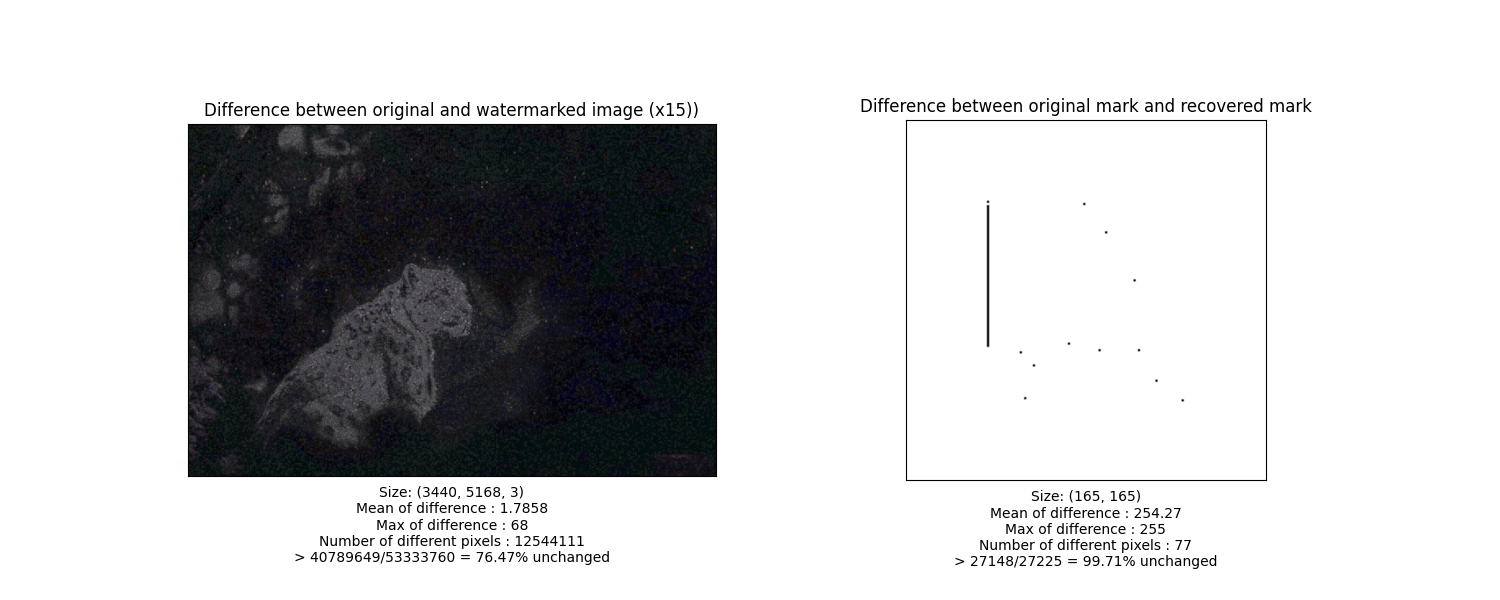 Difference between original and watermarked image (x15))
Size: (3440, 5168, 3)
Mean of difference : 1.7858
Max of difference : 68
Number of different pixels : 12544111
> 40789649/53333760 = 76.47% unchanged
Difference between original mark and recovered mark
Size: (165, 165)
Mean of difference : 254.27
Max of difference : 255
Number of different pixels : 77
> 27148/27225 = 99.71% unchanged